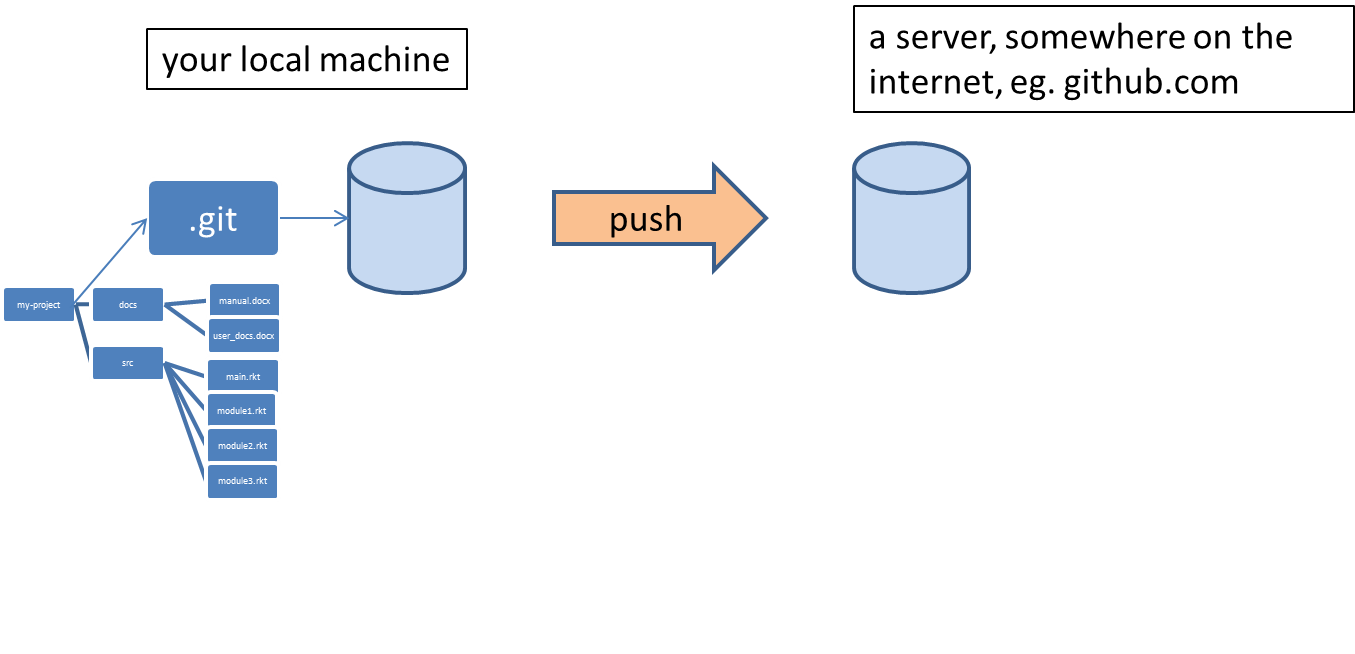 your local machine
a server, somewhere on the
internet, eg. github.com
.git
push
my-project
docs
manual.docx
user_docs.docx
src
main.rkt
module1.rkt
module2.rkt
module3.rkt